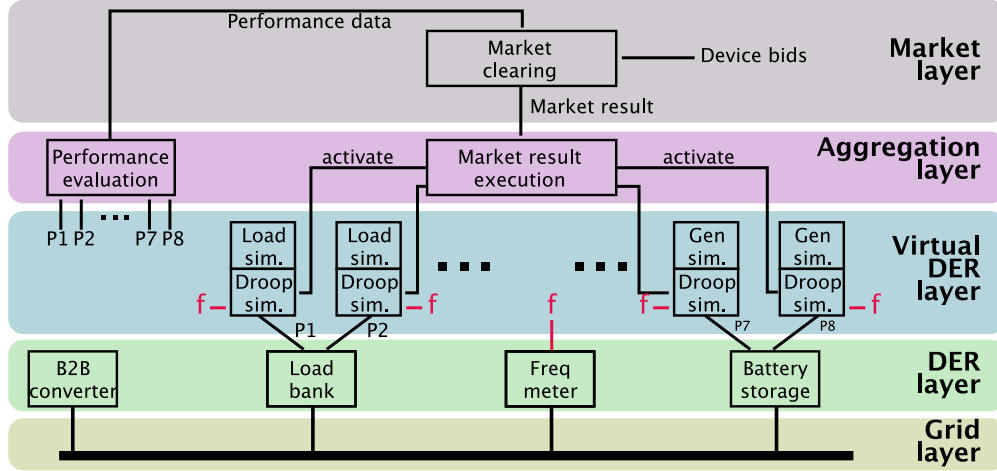 Performance data
Market
clearing
Device bids
Market
layer
Market result
Performance
evaluation
activate
Market result
execution
activate
Aggregation
layer
P1 P2 P7 P8
Load
sim.
Droop
sim.
Load
sim.
Droop
sim.
Gen
sim.
Droop
sim.
Gen
sim.
Droop
sim.
Virtual
DER
layer
f f f f f
P1 P2 P7 P8
B2B
converter
Load
bank
Freq
meter
Battery
storage
DER
layer
Grid
layer